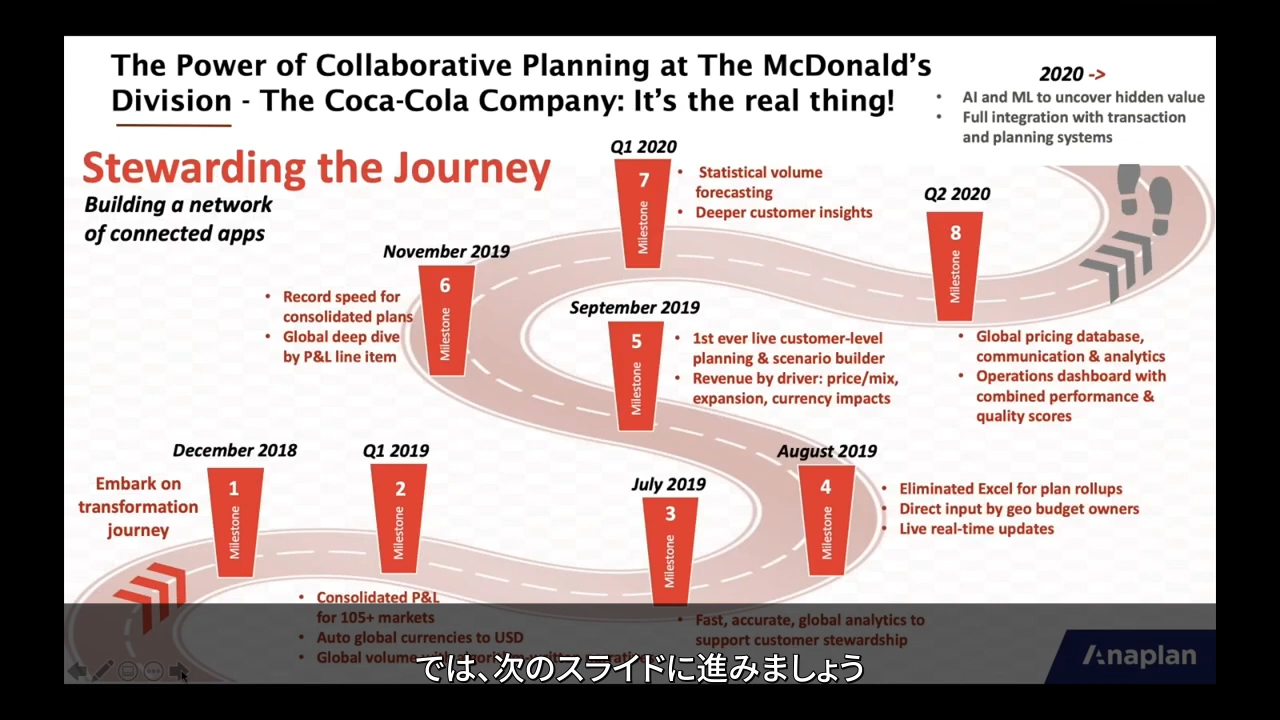 The Power of Collaborative Planning at The McDonald's
Division - The Coca-Cola Company: It's the real thing!
2020 ->
• AI and ML to uncover hidden value
• Full integration with transaction
and planning systems
Stewarding the Journey
Building a network
of connected apps
Q1 2020
7
Milestone
• Statistical volume
forecasting
• Deeper customer insights
Q2 2020
8
Milestone
November 2019
6
Milestone
• Record speed for
consolidated plans
• Global deep dive
by P&L line item
September 2019
5
Milestone
• 1st ever live customer-level
planning & scenario builder
• Revenue by driver: price/mix,
expansion, currency impacts
• Global pricing database,
communication & analytics
• Operations dashboard with
combined performance &
quality scores
December 2018
1
Milestone
Embark on
transformation
journey
Q1 2019
2
Milestone
July 2019
3
Milestone
August 2019
4
Milestone
• Eliminated Excel for plan rollups
• Direct input by geo budget owners
• Live real-time updates
• Consolidated P&L
for 105+ markets
• Auto global currencies to USD
• Global volume
• Fast, accurate, global analytics to
support customer stewardship
Anaplan
では、次のスライドに進みましょう